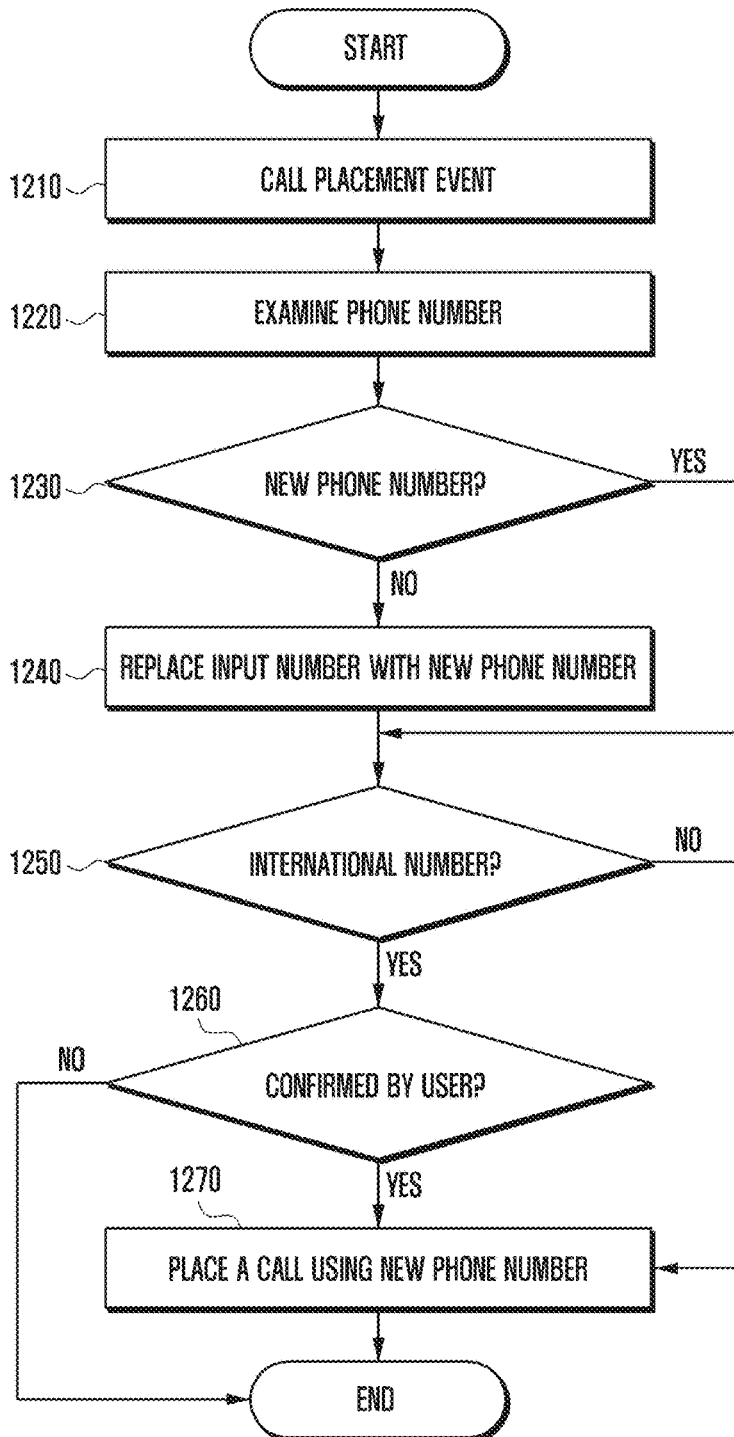 START
1210
CALL PLACEMENT EVENT
1220
EXAMINE PHONE NUMBER
1230
NEW PHONE NUMBER?
YES
NO
1240
REPLACE INPUT NUMBER WITH NEW PHONE NUMBER
1250
INTERNATIONAL NUMBER?
NO
YES
1260
NO
CONFIRMED BY USER?
YES
1270
PLACE A CALL USING NEW PHONE NUMBER
END